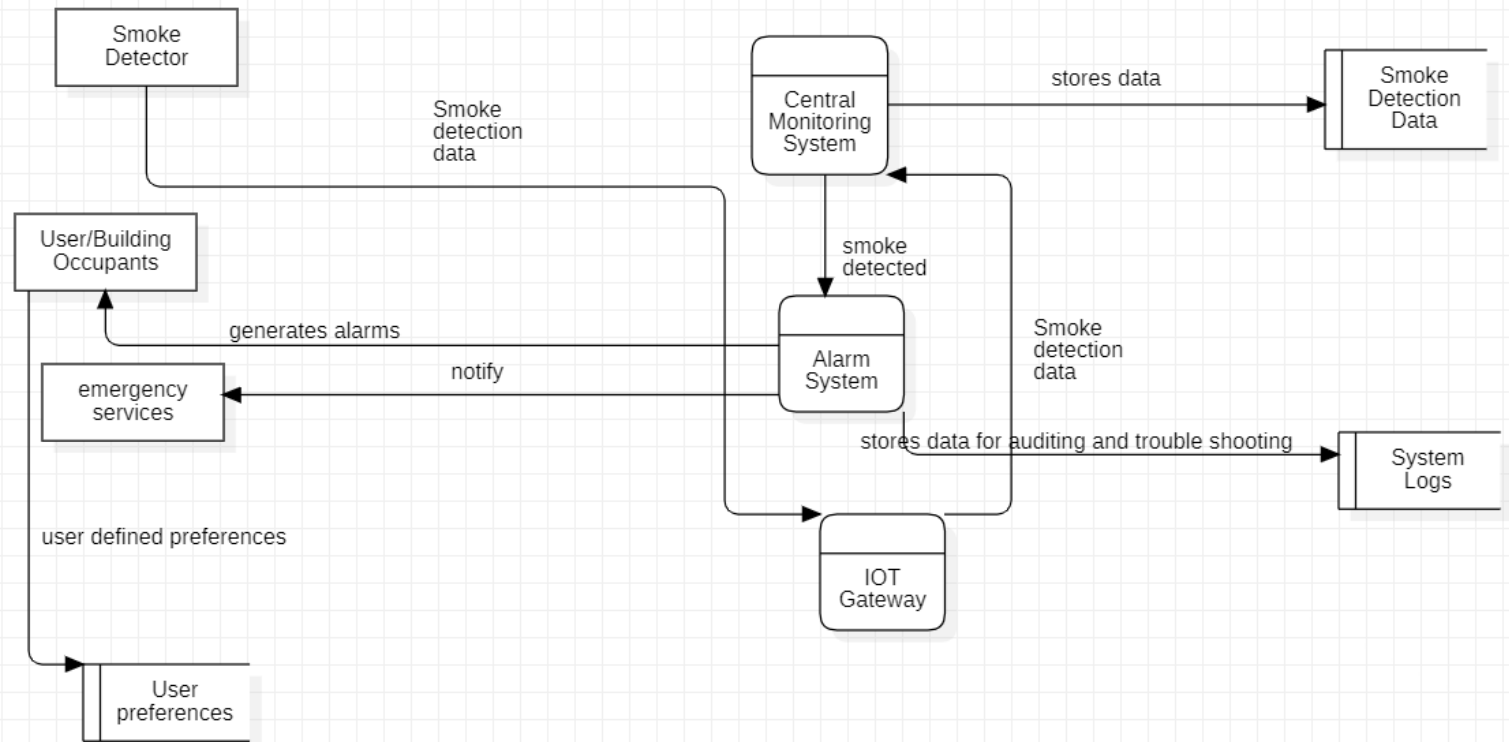 Smoke
Detector
Smoke
detection
data
Central
Monitoring
System
stores data
Smoke
Detection
Data
User/Building
Occupants
smoke
detected
generates alarms
Alarm
System
Smoke
detection
data
notify
emergency
services
stores data for auditing and trouble shooting
System
Logs
user defined preferences
IOT
Gateway
User
preferences